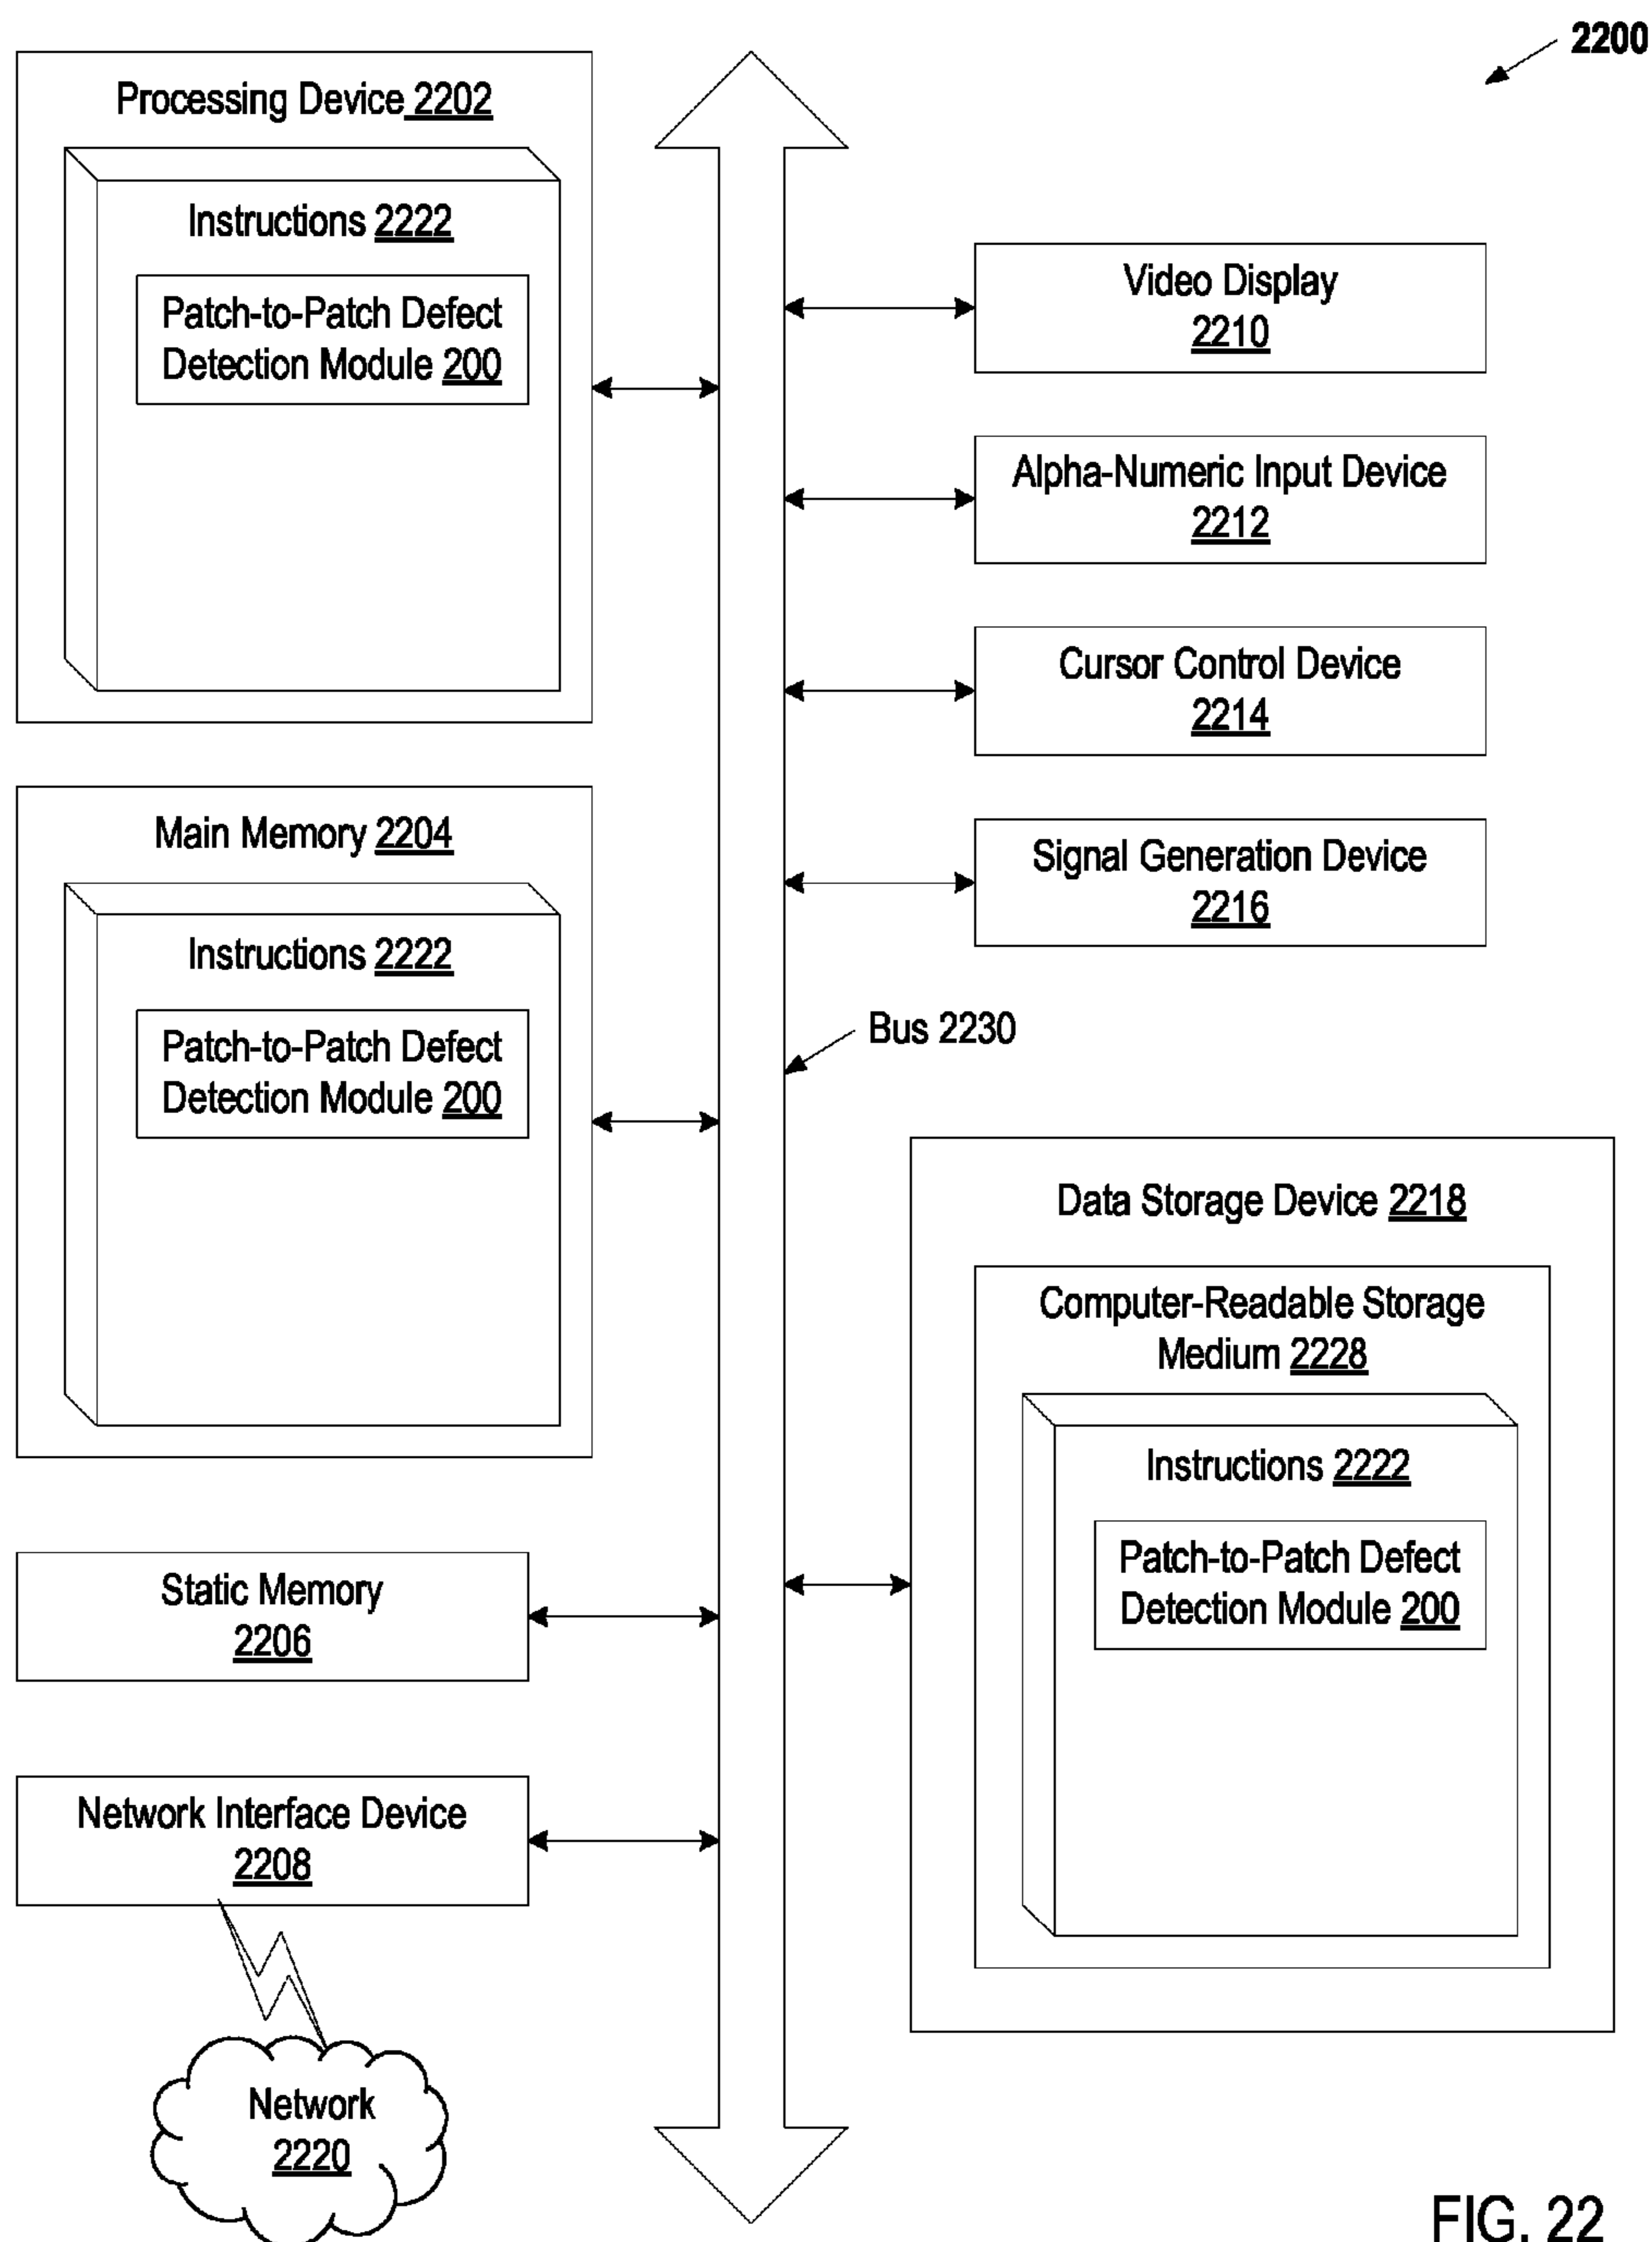 2200
Processing Device 2202
Instructions 2222
Patch-to-Patch Defect
Detection Module 200
Video Display
2210
Alpha-Numeric Input Device
2212
Cursor Control Device
2214
Signal Generation Device
2216
Main Memory 2204
Instructions 2222
Patch-to-Patch Defect
Detection Module 200
Bus 2230
Data Storage Device 2218
Computer-Readable Storage
Medium 2228
Instructions 2222
Patch-to-Patch Defect
Detection Module 200
Static Memory
2206
Network Interface Device
2208
Network
2220
FIG. 22